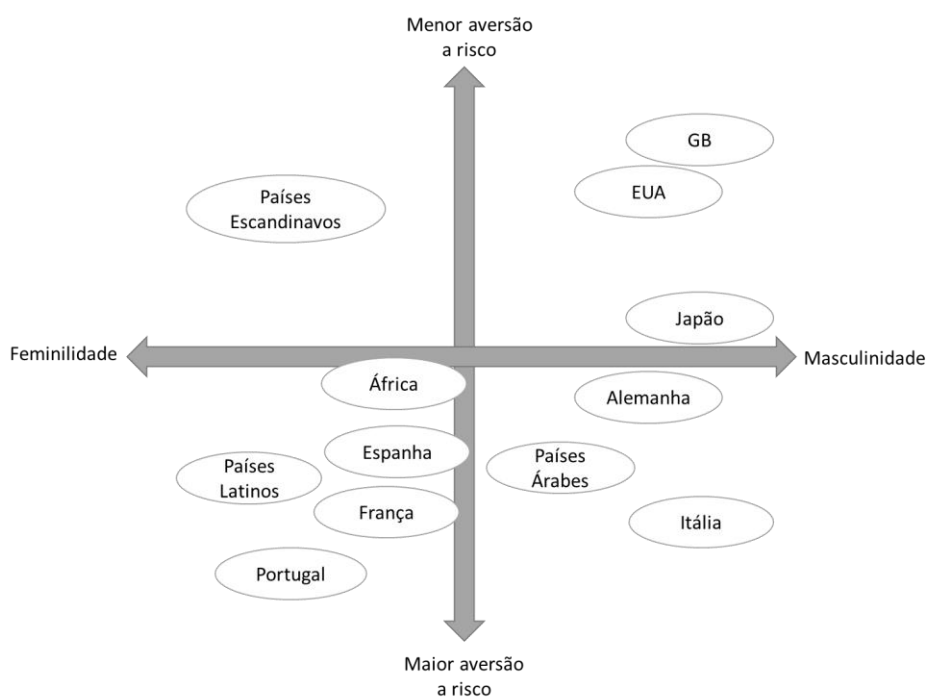 Menor aversão
a risco
GB
EUA
Países
Escandinavos
Japão
Feminilidade
Masculinidade
África
Alemanha
Espanha
Países
Árabes
Países
Latinos
França
Itália
Portugal
Maior aversão
a risco